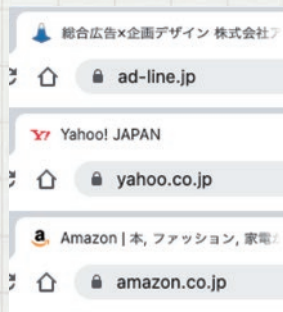 総合広告×企画デザイン 株式会社ア
ad-line.jp
Yahoo! JAPAN
yahoo.co.jp
Amazon | 本, ファッション, 家電
amazon.co.jp